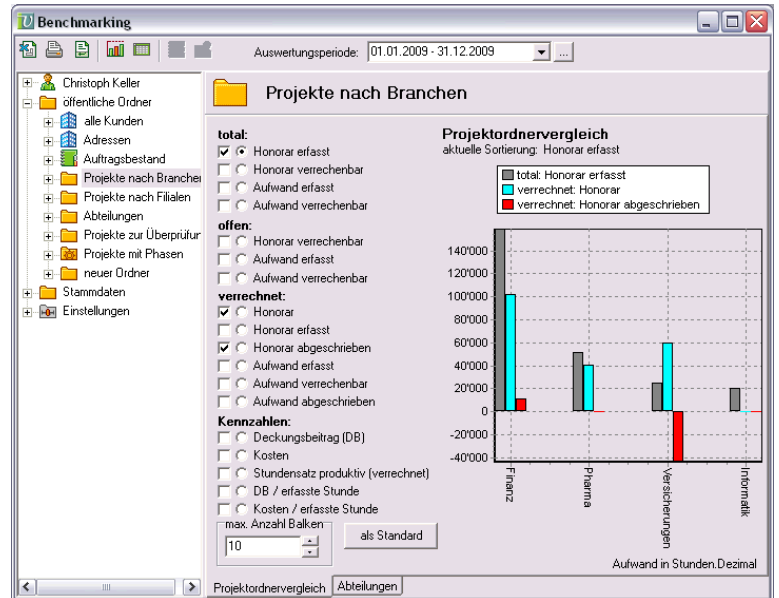 Benchmarking
Auswertungsperiode: 01.01.2009 - 31.12.2009 ...
Christoph Keller
öffentliche Ordner
alle Kunden
Adressen
Auftragsbestand
Projekte nach Branchen
Projekte nach Filialen
Abteilungen
Projekte zur Überprüfur
Projekte mit Phasen
neuer Ordner
Stammdaten
Einstellungen
Projekte nach Branchen
total:
Honorar erfasst
Honorar verrechenbar
Aufwand erfasst
Aufwand verrechenbar
offen:
Honorar verrechenbar
Aufwand erfasst
Aufwand verrechenbar
verrechnet:
Honorar
Honorar erfasst
Honorar abgeschrieben
Aufwand erfasst
Aufwand verrechenbar
Aufwand abgeschrieben
Kennzahlen:
Deckungsbeitrag (DB)
Kosten
Stundensatz produktiv (verrechnet)
DB / erfasste Stunde
Kosten / erfasste Stunde
max. Anzahl Balken
10
als Standard
Projektordnervergleich
aktuelle Sortierung: Honorar erfasst
total: Honorar erfasst
verrechnet: Honorar
verrechnet: Honorar abgeschrieben
140'000
120'000
100'000
80'000
60'000
40'000
20'000
0
-20'000
-40'000
Finanz
Pharma
Versicherungen
Informatik
Aufwand in Stunden.Dezimal
Projektordnervergleich
Abteilungen